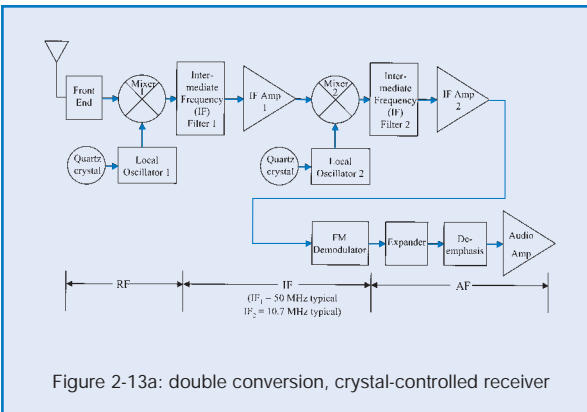 Front
End
Mixer
1
Inter-
mediate
Frequency
(IF)
Filter 1
IF Amp
1
Mixer
2
Inter-
mediate
Frequency
(IF)
Filter 2
IF Amp
2
Quartz
crystal
Local
Oscillator 1
Quartz
crystal
Local
Oscillator 2
FM
Demodulator
Expander
De-
emphasis
Audio
Amp
RF
IF
(IF1 = 50 MHz typical
IF2 = 10.7 MHz typical)
AF
Figure 2-13a: double conversion, crystal-controlled receiver